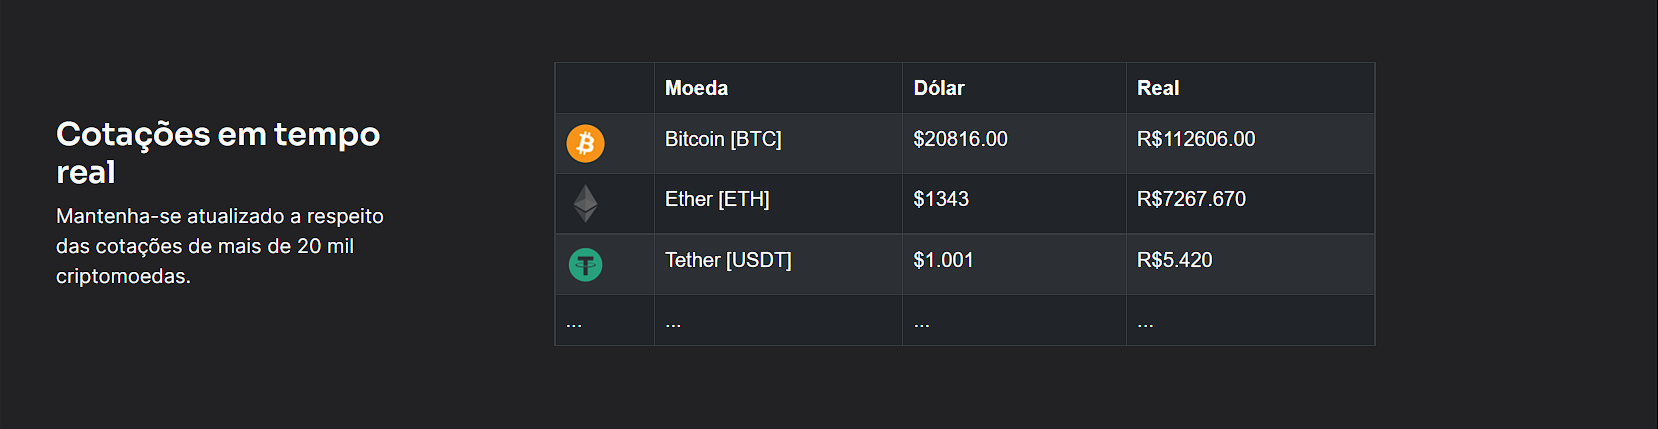 Cotações em tempo
real
Mantenha-se atualizado a respeito
das cotações de mais de 20 mil
criptomoedas.
Moeda Dólar Real
Bitcoin [BTC] $20816.00 R$112606.00
Ether [ETH] $1343 R$7267.670
Tether [USDT] $1.001 R$5.420
... ... ... ...